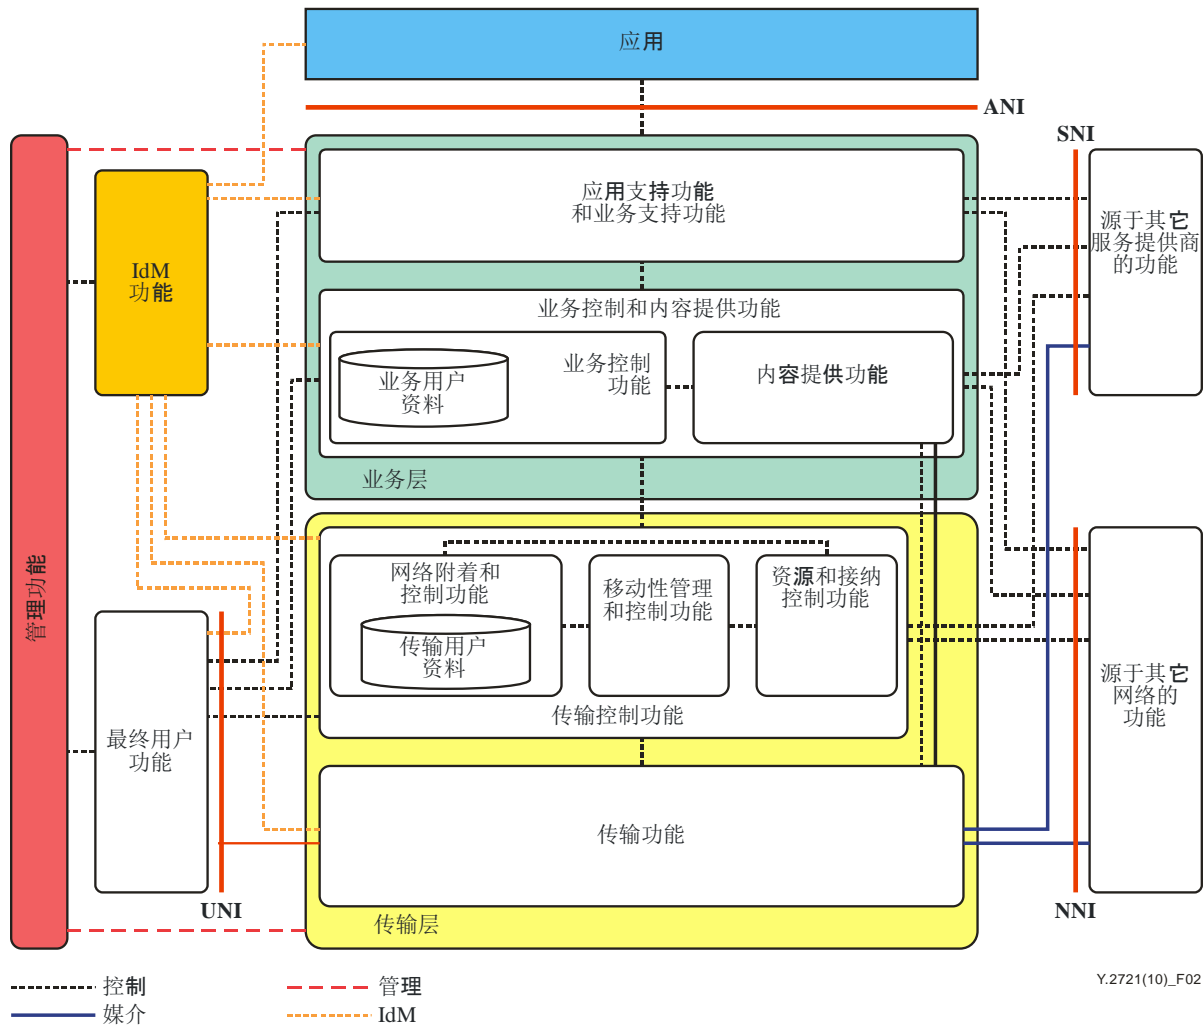 应用
ANI
SNI
应用支持功能
和业务支持功能
源于其它
服务提供商
的功能
IdM
功能
业务控制和内容提供功能
业务控制
功能
内容提供功能
业务用户
资料
业务层
管理功能
网络附着和
控制功能
移动性管理
和控制功能
资源和接纳
控制功能
传输用户
资料
传输控制功能
源于其它
网络的
功能
最终用户
功能
传输功能
UNI
传输层
NNI
控制
管理
媒介
IdM
Y.2721(10)_F02